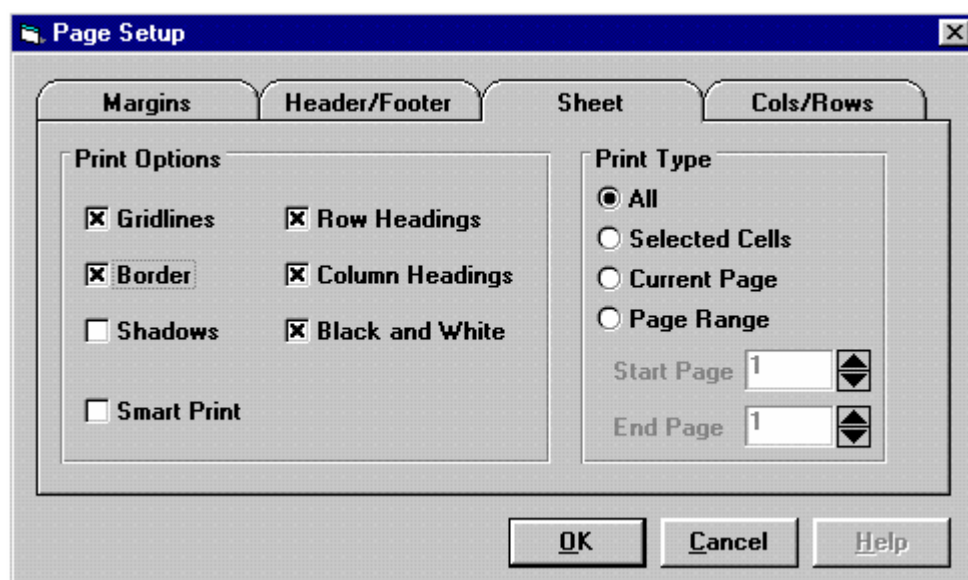 Page Setup
Margins Header/Footer Sheet Cols/Rows
Print Options
Gridlines Row Headings
Border Column Headings
Shadows Black and White
Smart Print
Print Type
All
Selected Cells
Current Page
Page Range
Start Page 1
End Page 1
OK Cancel Help